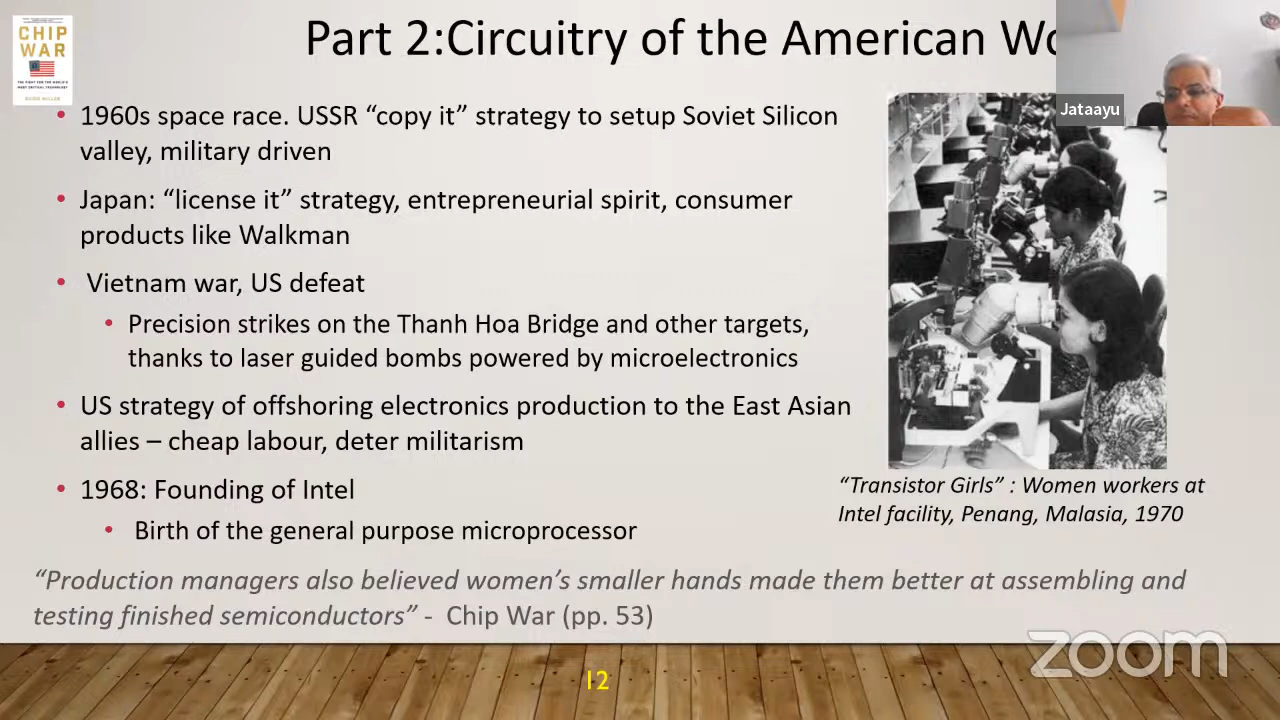 CHIP
WAR
Part 2:Circuitry of the American Wo
Jataayu
• 1960s space race. USSR “copy it” strategy to setup Soviet Silicon
valley, military driven
• Japan: “license it” strategy, entrepreneurial spirit, consumer
products like Walkman
• Vietnam war, US defeat
• Precision strikes on the Thanh Hoa Bridge and other targets,
thanks to laser guided bombs powered by microelectronics
• US strategy of offshoring electronics production to the East Asian
allies – cheap labour, deter militarism
• 1968: Founding of Intel
• Birth of the general purpose microprocessor
“Transistor Girls” : Women workers at
Intel facility, Penang, Malasia, 1970
“Production managers also believed women’s smaller hands made them better at assembling and
testing finished semiconductors” - Chip War (pp. 53)
zoom
12